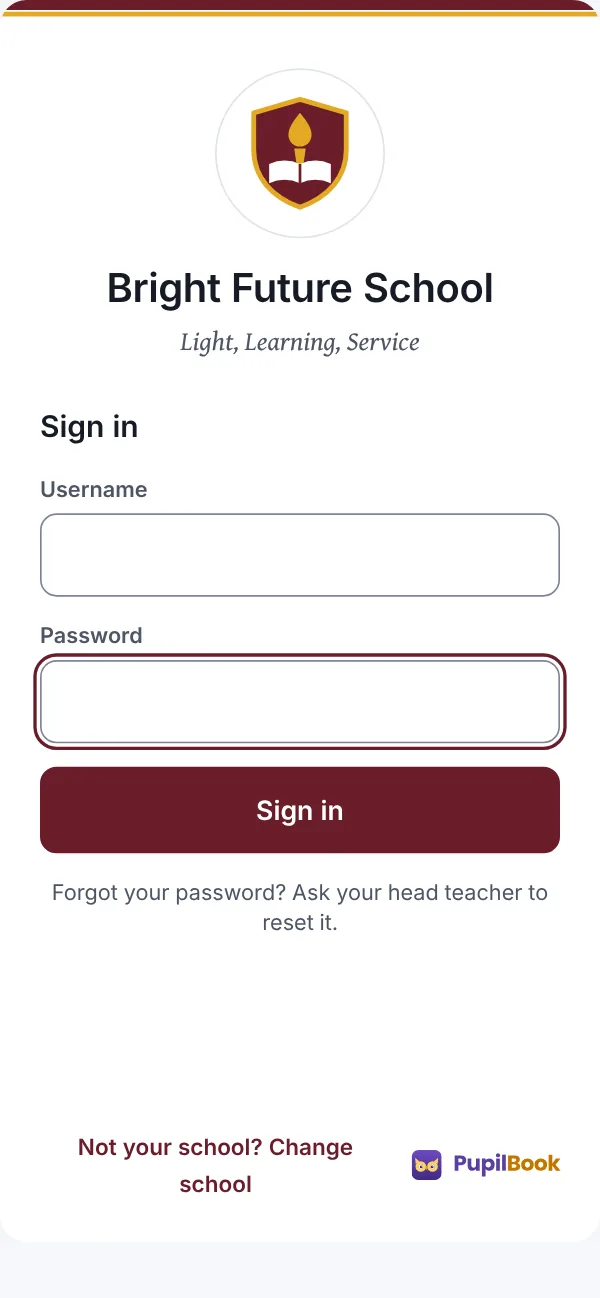 Bright Future School
Light, Learning, Service
Sign in
Username
Password
Sign in
Forgot your password? Ask your head teacher to
reset it.
Not your school? Change
school
PupilBook